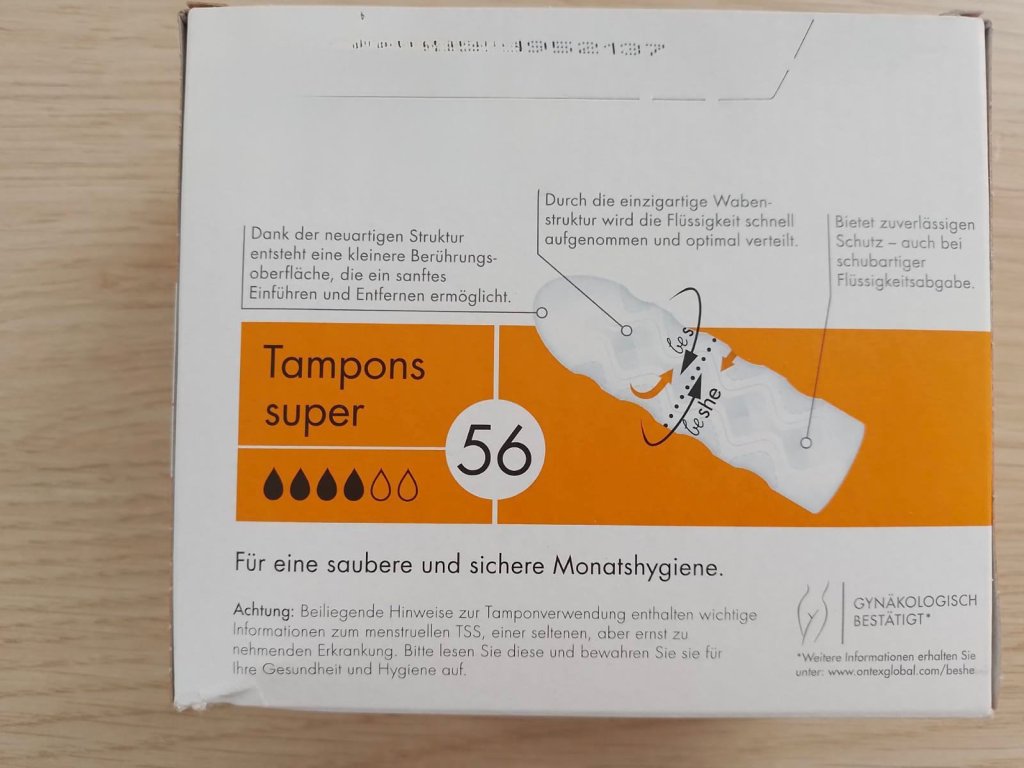 1952137
Durch die einzigartige Waben-
struktur wird die Flüssigkeit schnell
aufgenommen und optimal verteilt.
Bietet zuverlässigen
Schutz – auch bei
schubartiger
Flüssigkeitsabgabe.
Dank der neuartigen Struktur
entsteht eine kleinere Berührungs-
oberfläche, die ein sanftes
Einführen und Entfernen ermöglicht.
bes
beshe
Tampons
super
56
Für eine saubere und sichere Monatshygiene.
Achtung: Beiliegende Hinweise zur Tamponverwendung enthalten wichtige
Informationen zum menstruellen TSS, einer seltenen, aber ernst zu
nehmenden Erkrankung. Bitte lesen Sie diese und bewahren Sie sie für
Ihre Gesundheit und Hygiene auf.
GYNÄKOLOGISCH
BESTÄTIGT*
*Weitere Informationen erhalten Sie
unter: www.ontexglobal.com/beshe